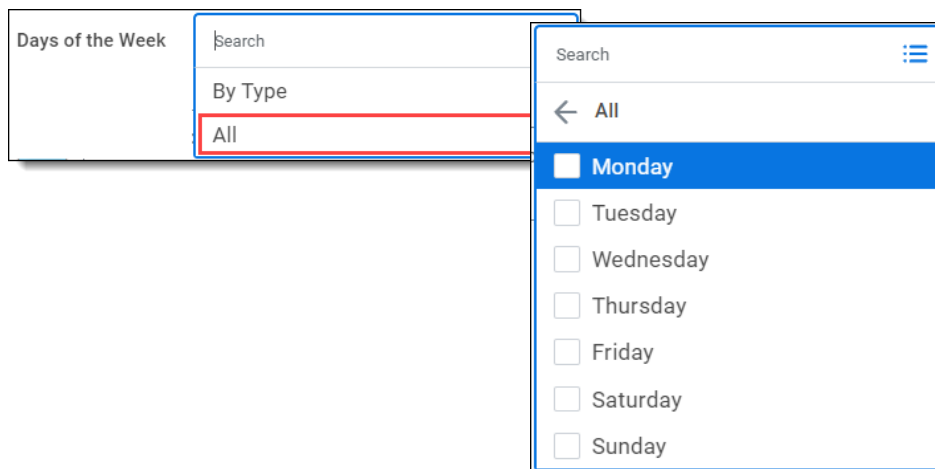 Days of the Week
Search
By Type
All
Search
All
Monday
Tuesday
Wednesday
Thursday
Friday
Saturday
Sunday